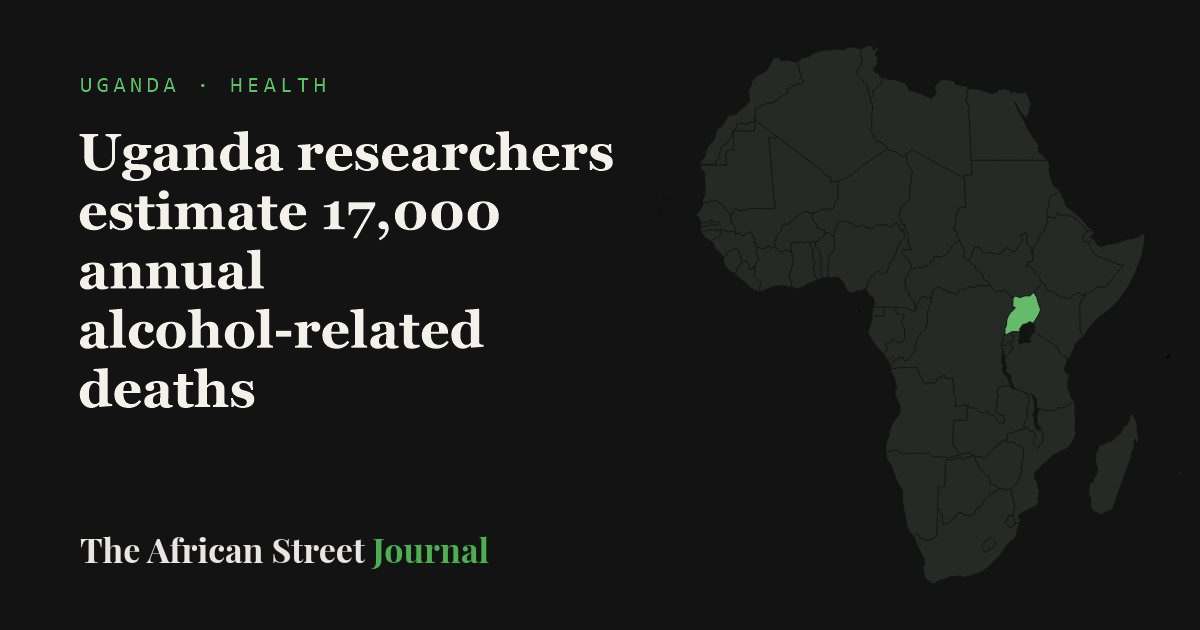 UGANDA · HEALTH
Uganda researchers
estimate 17,000
annual
alcohol-related
deaths
The African Street Journal